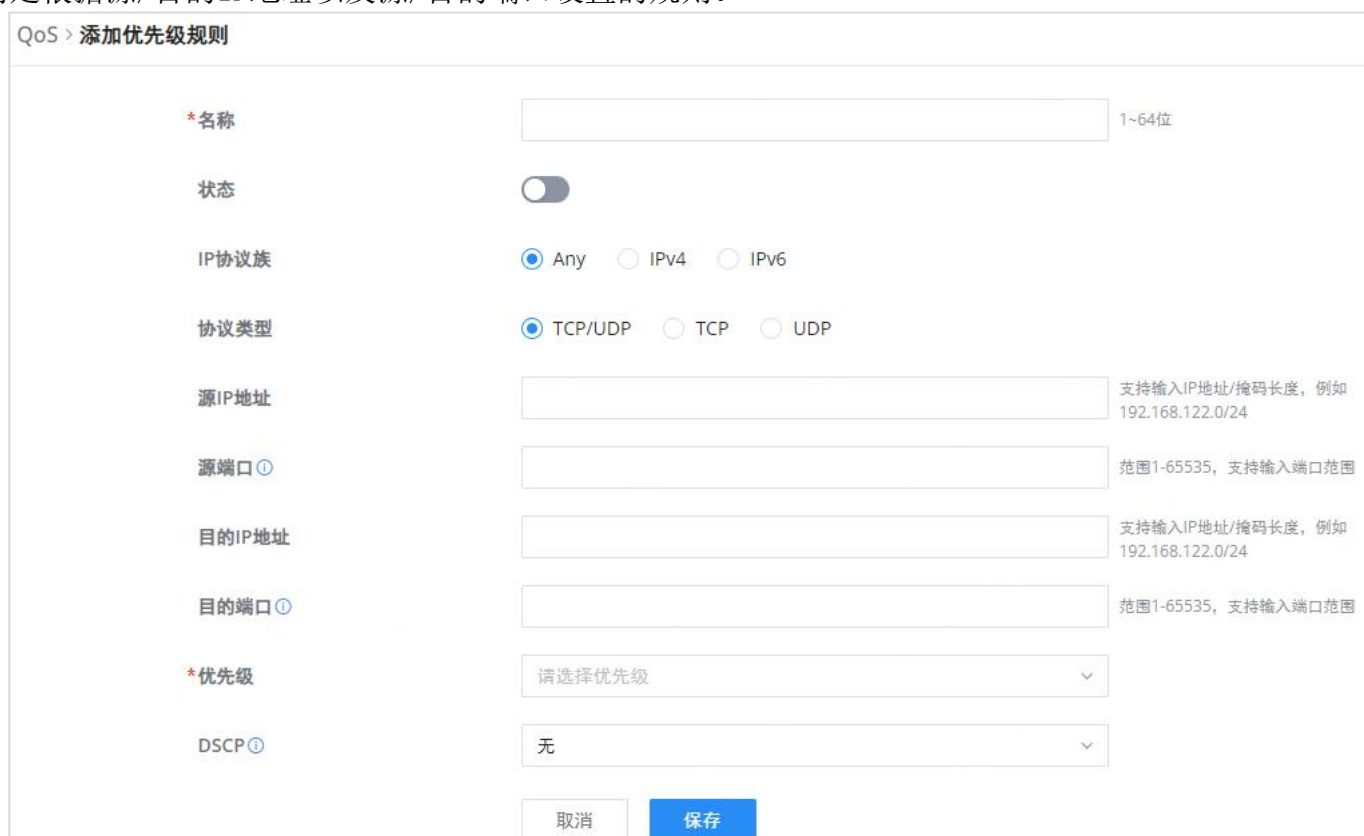 QoS > 添加优先级规则
*名称 1~64位
状态
IP协议族 Any IPv4 IPv6
协议类型 TCP/UDP TCP UDP
源IP地址 支持输入IP地址/掩码长度，例如
192.168.122.0/24
源端口 范围1-65535，支持输入端口范围
目的IP地址 支持输入IP地址/掩码长度，例如
192.168.122.0/24
目的端口 范围1-65535，支持输入端口范围
*优先级 请选择优先级
DSCP 无
取消 保存